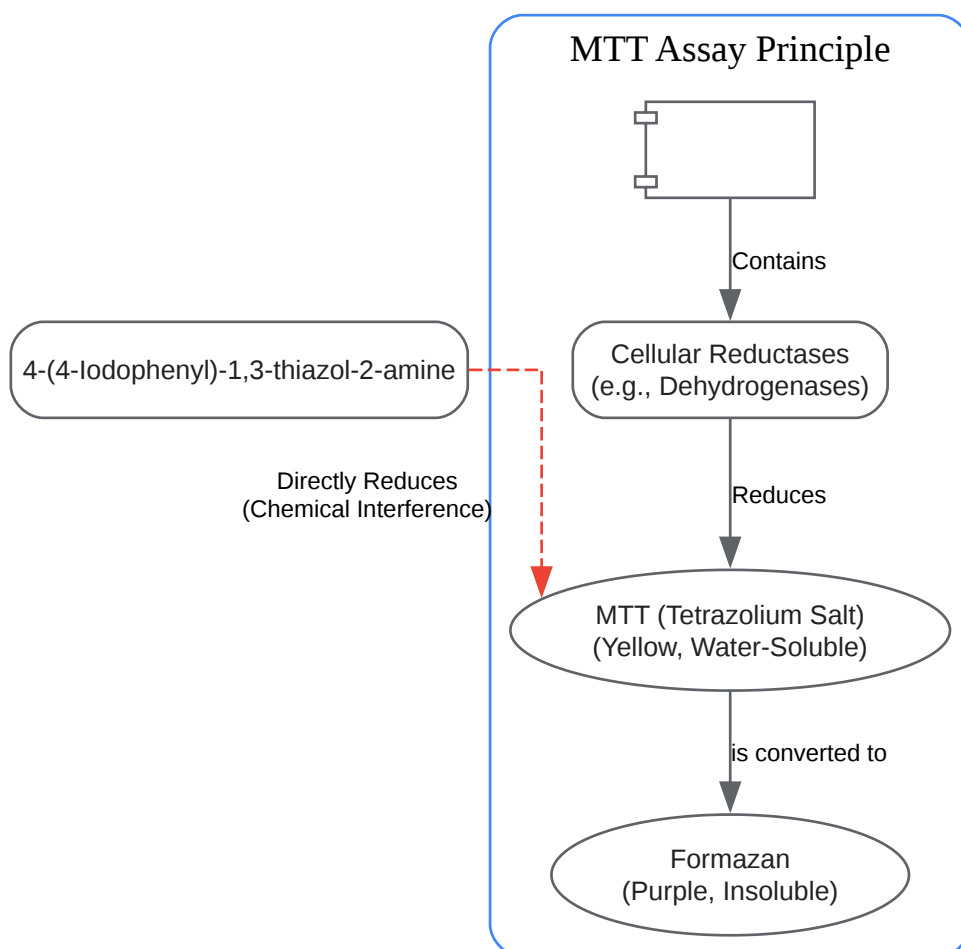 MTT Assay Principle
Contains
Cellular Reductases
(e.g., Dehydrogenases)
4-(4-Iodophenyl)-1,3-thiazol-2-amine
Directly Reduces
(Chemical Interference)
Reduces
MTT (Tetrazolium Salt)
(Yellow, Water-Soluble)
is converted to
Formazan
(Purple, Insoluble)